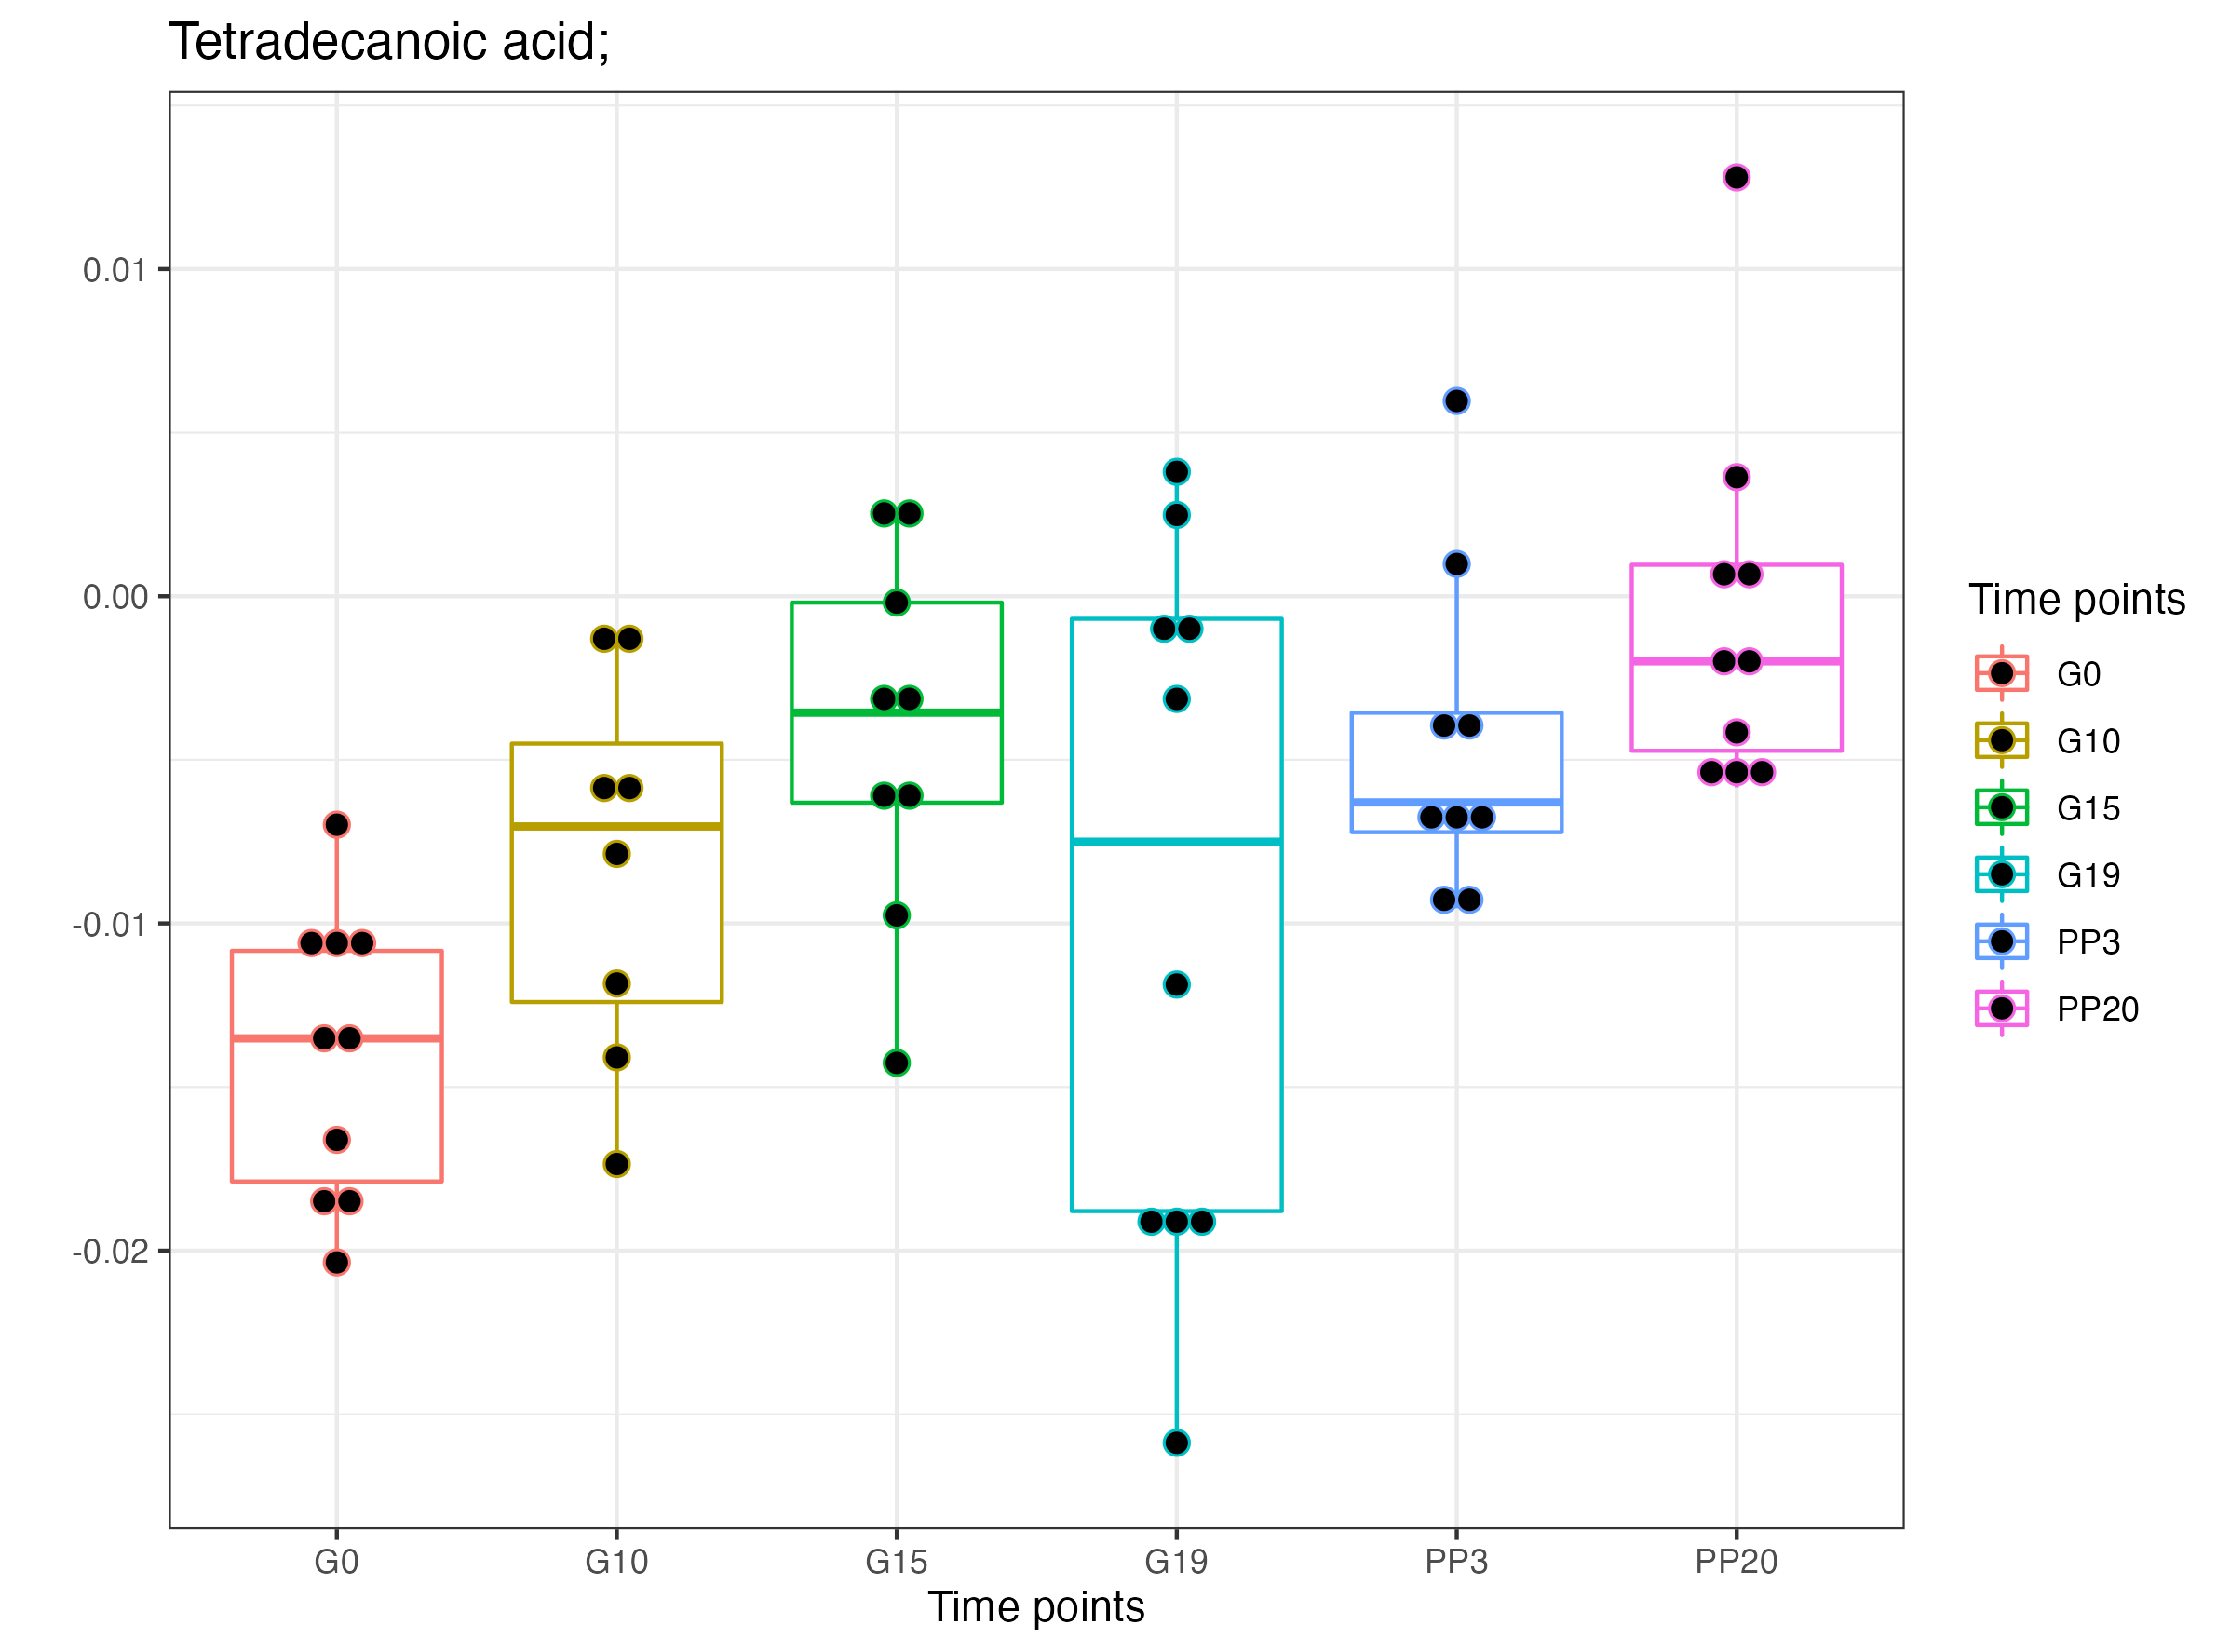 Tetradecanoic acid;
0.01
0.00
-0.01
-0.02
G0 G10 G15 G19 PP3 PP20
Time points
Time points
G0
G10
G15
G19
PP3
PP20